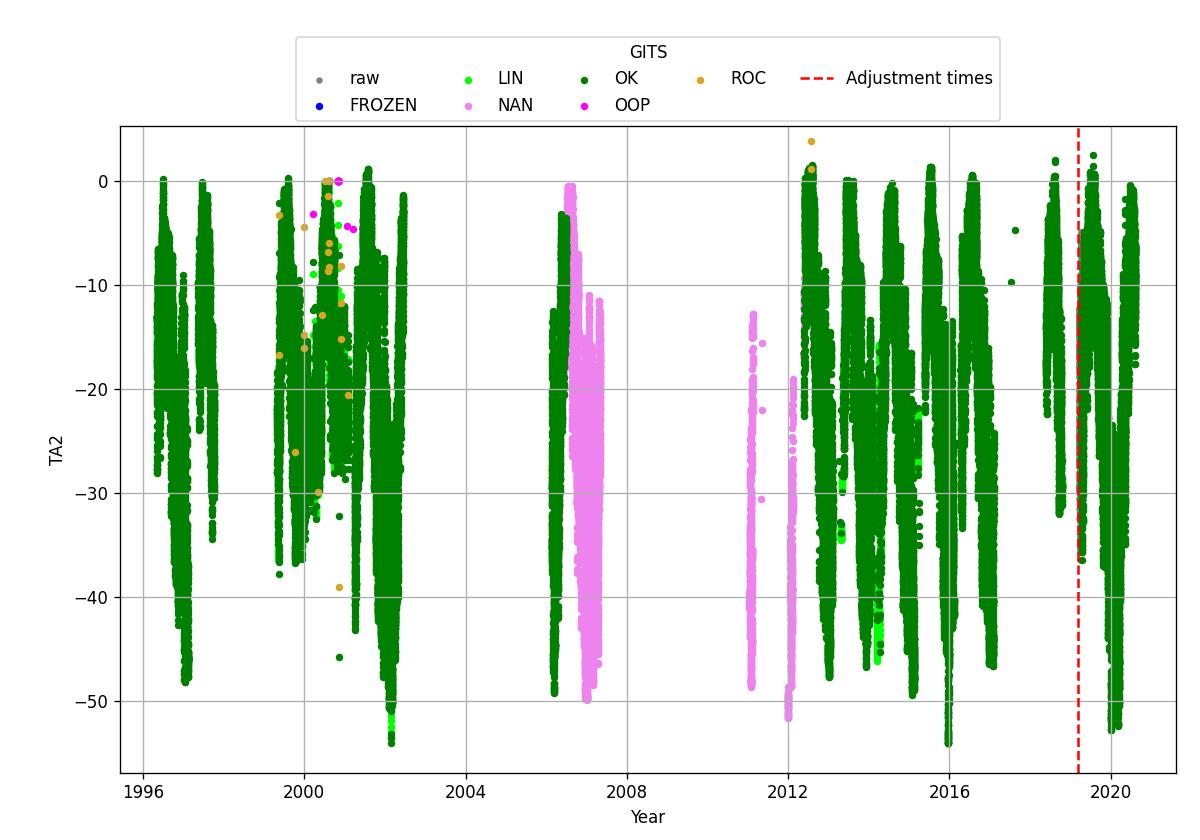 GITS
raw LIN OK ROC Adjustment times
FROZEN NAN OOP
0
−10
−20
−30
−40
−50
TA2
1996 2000 2004 2008 2012 2016 2020
Year